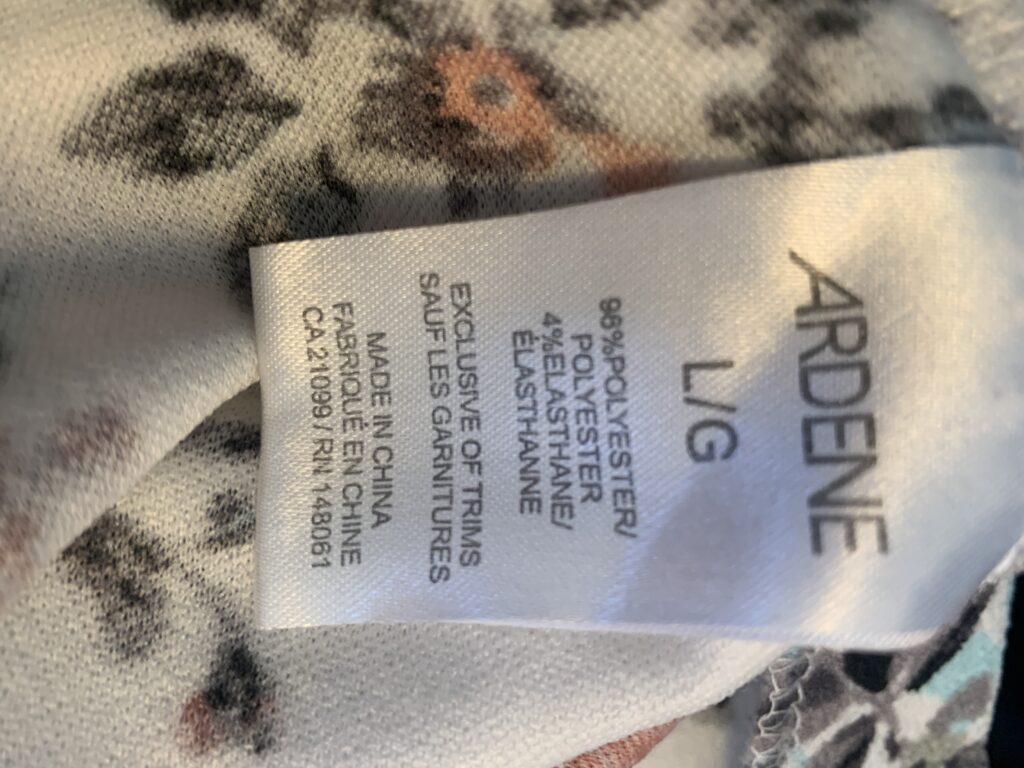 ARDENE
L/G
96%POLYESTER/
POLYESTER
4%ELASTHANE/
ÉLASTHANNE
EXCLUSIVE OF TRIMS
SAUF LES GARNITURES
MADE IN CHINA
FABRIQUÉ EN CHINE
CA 21099 / RN 148061